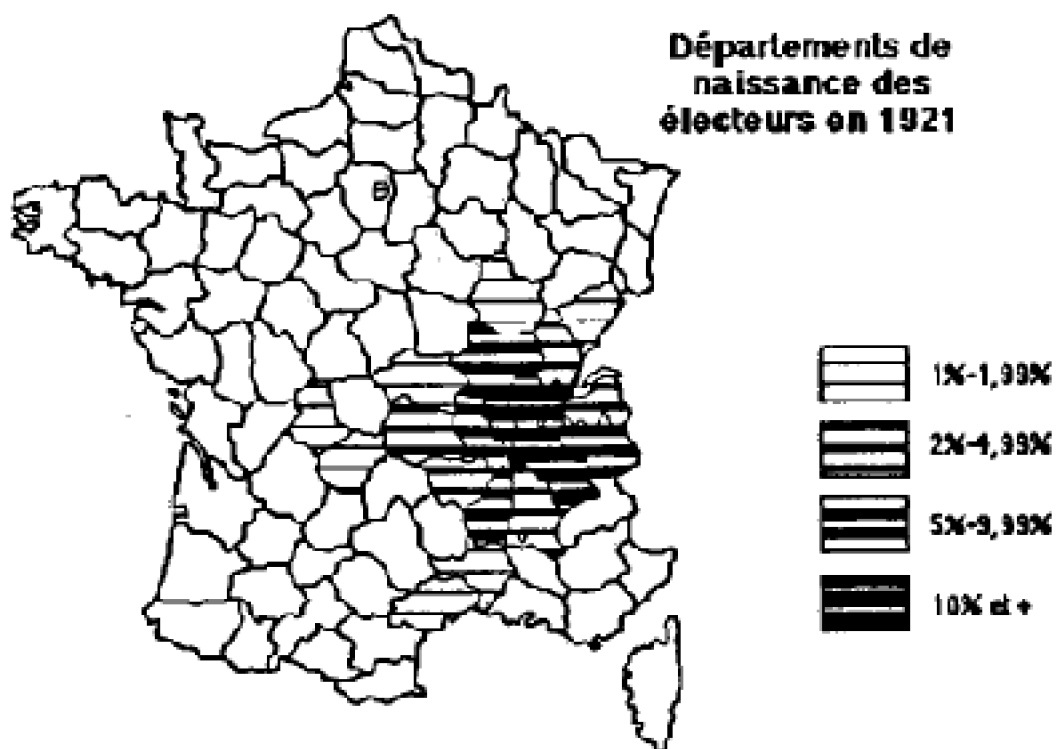 Départements de
naissance des
électeurs en 1921
B
1%-1,99%
2%-4,99%
5%-9,99%
10% et +